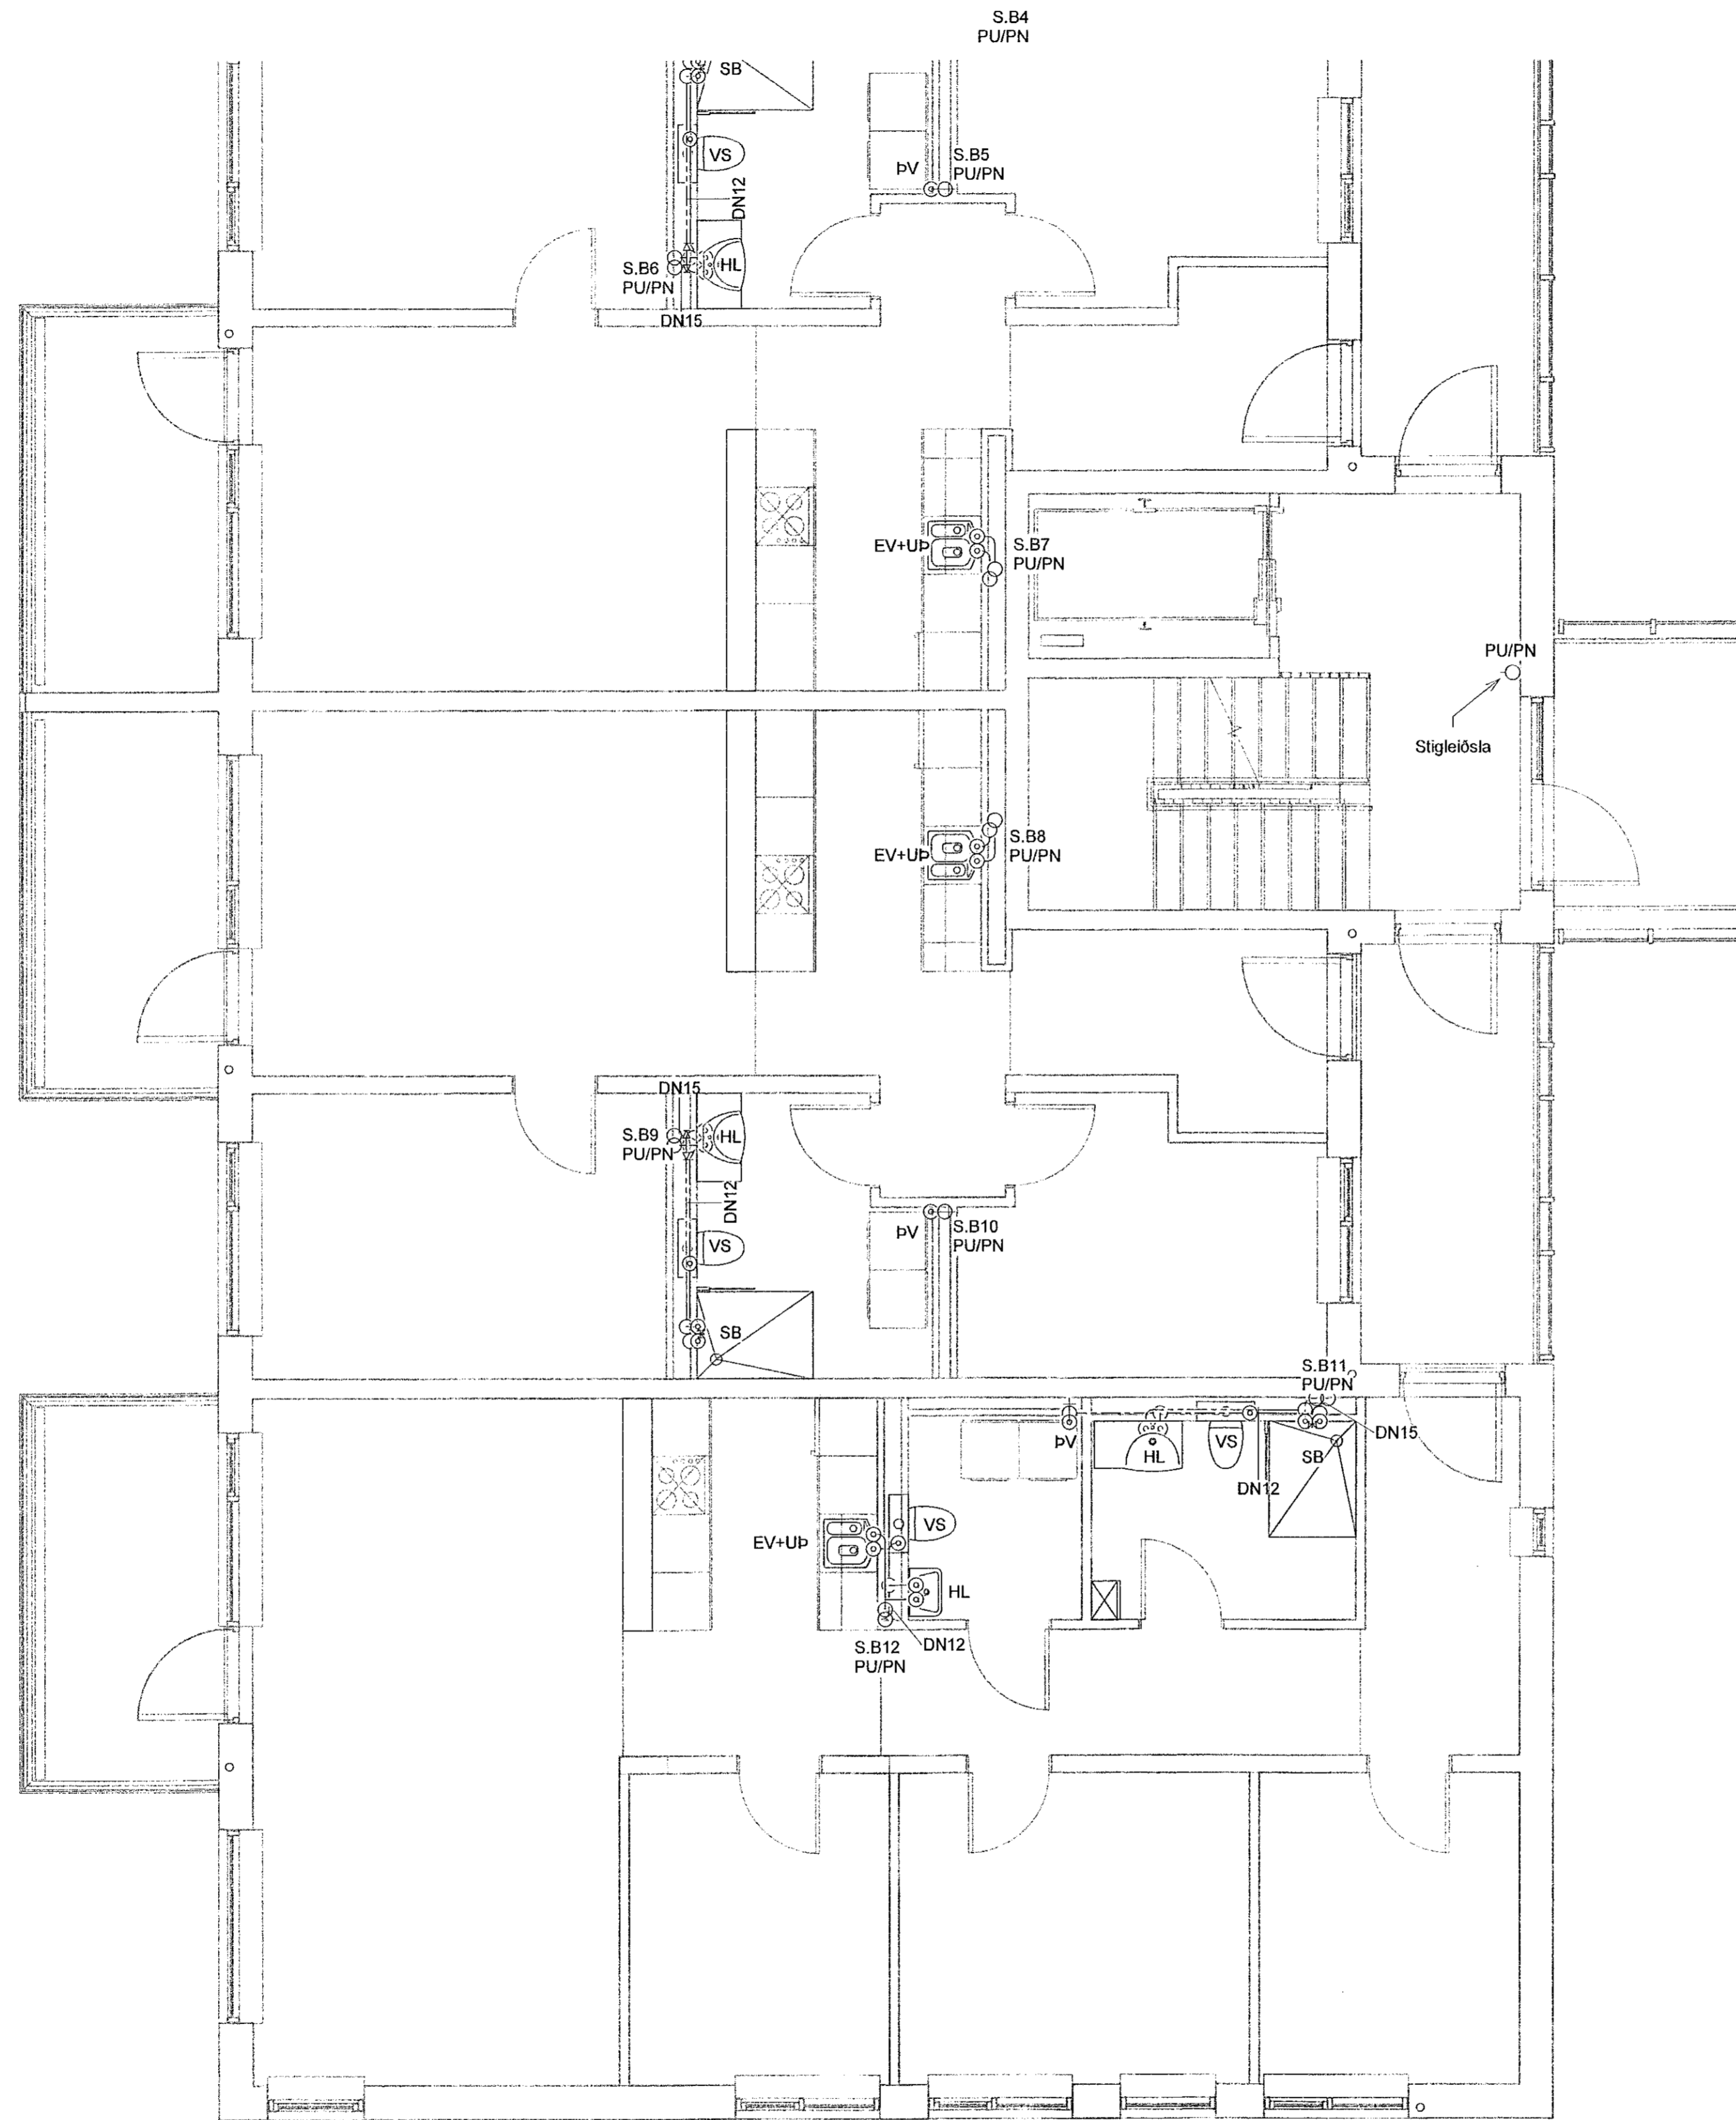 S.B4
PU/PN
SB
VS
ÞV
S.B5
PU/PN
DN12
S.B6
PU/PN
HL
DN15
EV+UÞ
S.B7
PU/PN
PU/PN
Stigleiðsla
EV+UÞ
S.B8
PU/PN
DN15
S.B9
PU/PN
HL
DN12
VS
ÞV
S.B10
PU/PN
SB
S.B11
PU/PN
ÞV
HL
VS
SB
DN15
DN12
EV+UÞ
VS
HL
S.B12
PU/PN
DN12